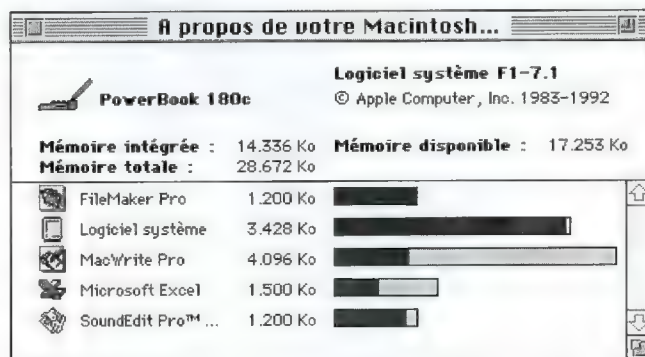 A propos de votre Macintosh...
Logiciel système F1-7.1
PowerBook 180c
© Apple Computer, Inc. 1983-1992
Mémoire intégrée : 14.336 Ko Mémoire disponible : 17.253 Ko
Mémoire totale : 28.672 Ko
FileMaker Pro 1.200 Ko
Logiciel système 3.428 Ko
MacWrite Pro 4.096 Ko
Microsoft Excel 1.500 Ko
SoundEdit Pro™ ... 1.200 Ko